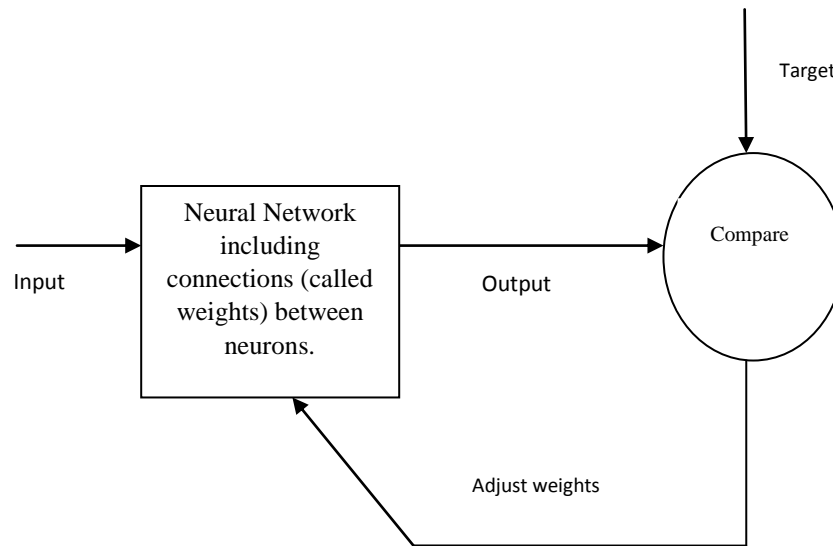 Target
Neural Network
including
connections (called
weights) between
neurons.
Compare
Input
Output
Adjust weights